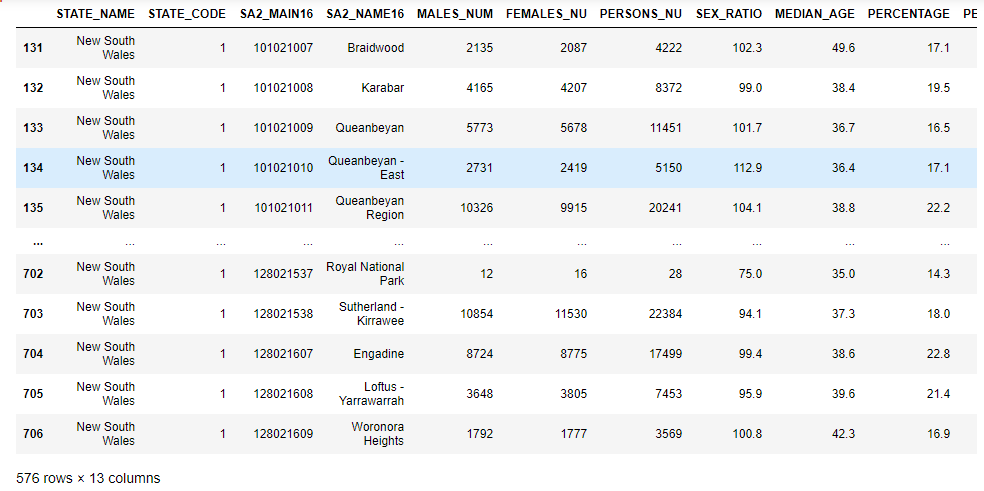 STATE_NAME STATE_CODE SA2_MAIN16 SA2_NAME16 MALES_NUM FEMALES_NU PERSONS_NU SEX_RATIO MEDIAN_AGE PERCENTAGE PE
131 New South Wales 1 101021007 Braidwood 2135 2087 4222 102.3 49.6 17.1
132 New South Wales 1 101021008 Karabar 4165 4207 8372 99.0 38.4 19.5
133 New South Wales 1 101021009 Queanbeyan 5773 5678 11451 101.7 36.7 16.5
134 New South Wales 1 101021010 Queanbeyan - East 2731 2419 5150 112.9 36.4 17.1
135 New South Wales 1 101021011 Queanbeyan Region 10326 9915 20241 104.1 38.8 22.2
... ... ... ... ... ... ... ... ... ... ...
702 New South Wales 1 128021537 Royal National Park 12 16 28 75.0 35.0 14.3
703 New South Wales 1 128021538 Sutherland - Kirrawee 10854 11530 22384 94.1 37.3 18.0
704 New South Wales 1 128021607 Engadine 8724 8775 17499 99.4 38.6 22.8
705 New South Wales 1 128021608 Loftus - Yarrawarrah 3648 3805 7453 95.9 39.6 21.4
706 New South Wales 1 128021609 Woronora Heights 1792 1777 3569 100.8 42.3 16.9
576 rows × 13 columns